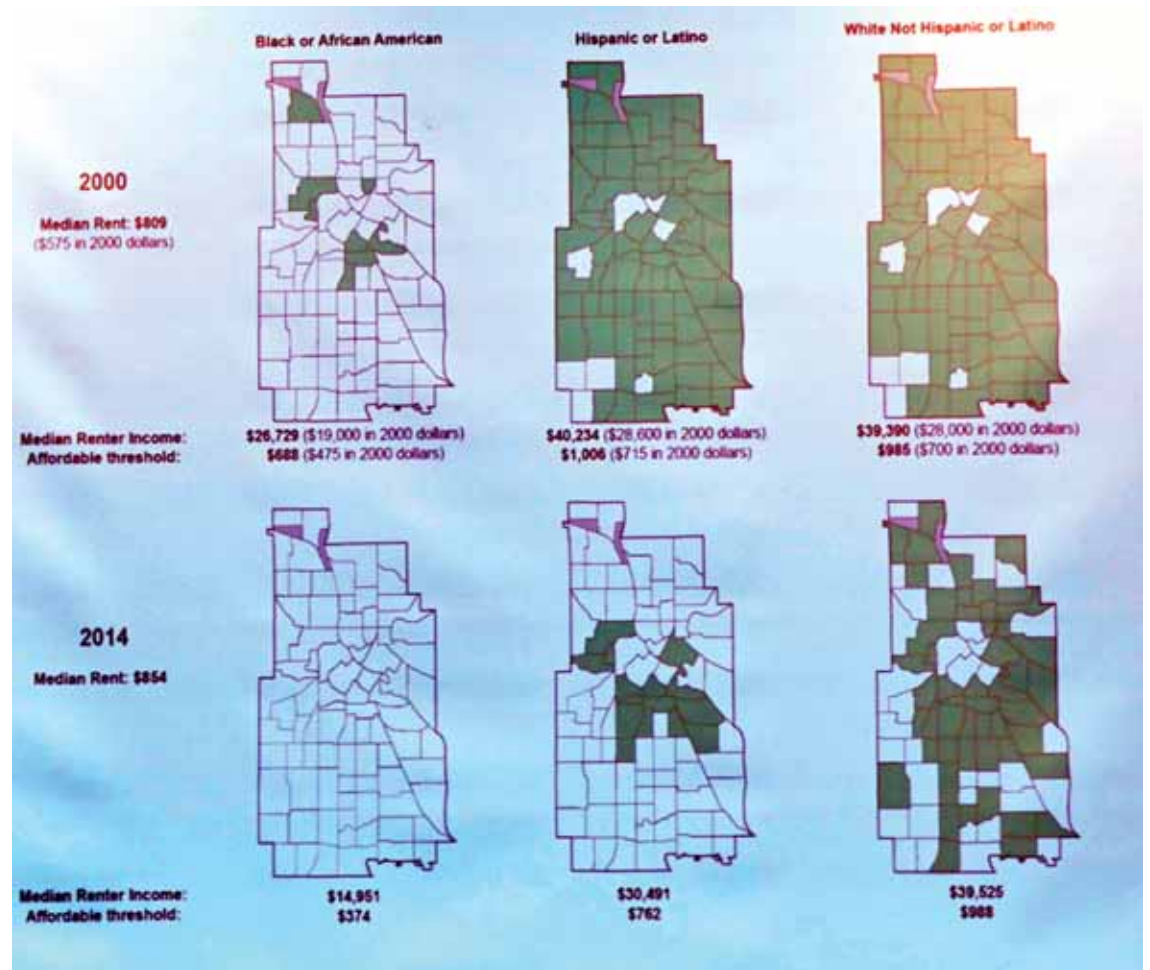 Black or African American
Hispanic or Latino
White Not Hispanic or Latino
2000
Median Rent: $809
($575 in 2000 dollars)
Median Renter Income: $26,729 ($19,000 in 2000 dollars) $40,234 ($28,600 in 2000 dollars) $39,390 ($28,000 in 2000 dollars)
Affordable threshold: $688 ($475 in 2000 dollars) $1,006 ($715 in 2000 dollars) $985 ($700 in 2000 dollars)
2014
Median Rent: $854
Median Renter Income: $14,951 $30,491 $39,525
Affordable threshold: $374 $762 $988